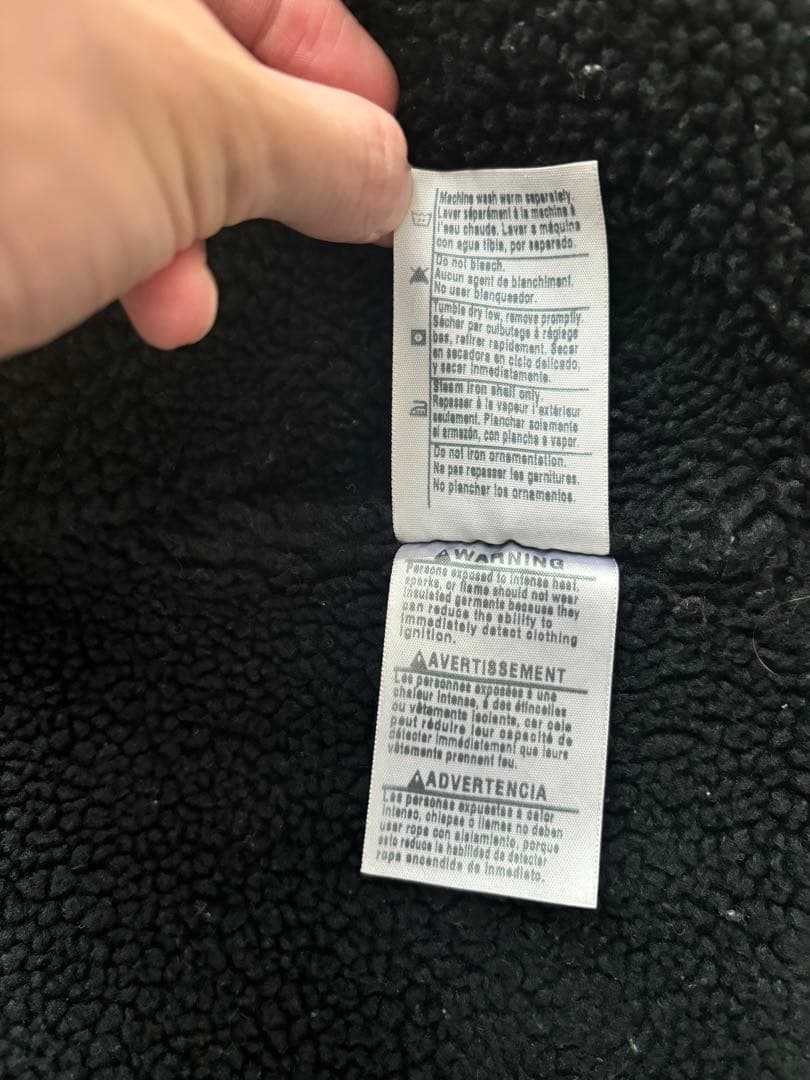 Machine wash warm separately.
Laver séparément à la machine à
l'eau chaude. Lavar a máquina
con agua tibia, por separado.
Do not bleach.
Aucun agent de blanchiment.
No usar blanqueador.
Tumble dry low, remove promptly.
Sécher par culbutage à réglage
bas, retirer rapidement. Secar
en secadora en ciclo delicado,
y sacar inmediatamente.
Steam iron shell only.
Repasser à la vapeur l'extérieur
seulement. Planchar solamente
el armazón, con plancha a vapor.
Do not iron ornamentation.
Ne pas repasser les garnitures.
No planchar los ornamentos.
WARNING
Persons exposed to intense heat,
sparks, or flame should not wear
insulated garments because they
can reduce the ability to
immediately detect clothing
ignition.
AVERTISSEMENT
Les personnes exposées à une
chaleur intense, à des étincelles
ou vêtements isolants, car cela
peut réduire leur capacité de
détecter immédiatement que leurs
vêtements prennent feu.
ADVERTENCIA
Las personas expuestas a calor
intenso, chispas o llamas no deben
usar ropa con aislamiento, porque
esto reduce la habilidad de detectar
ropa encendida de inmediato.